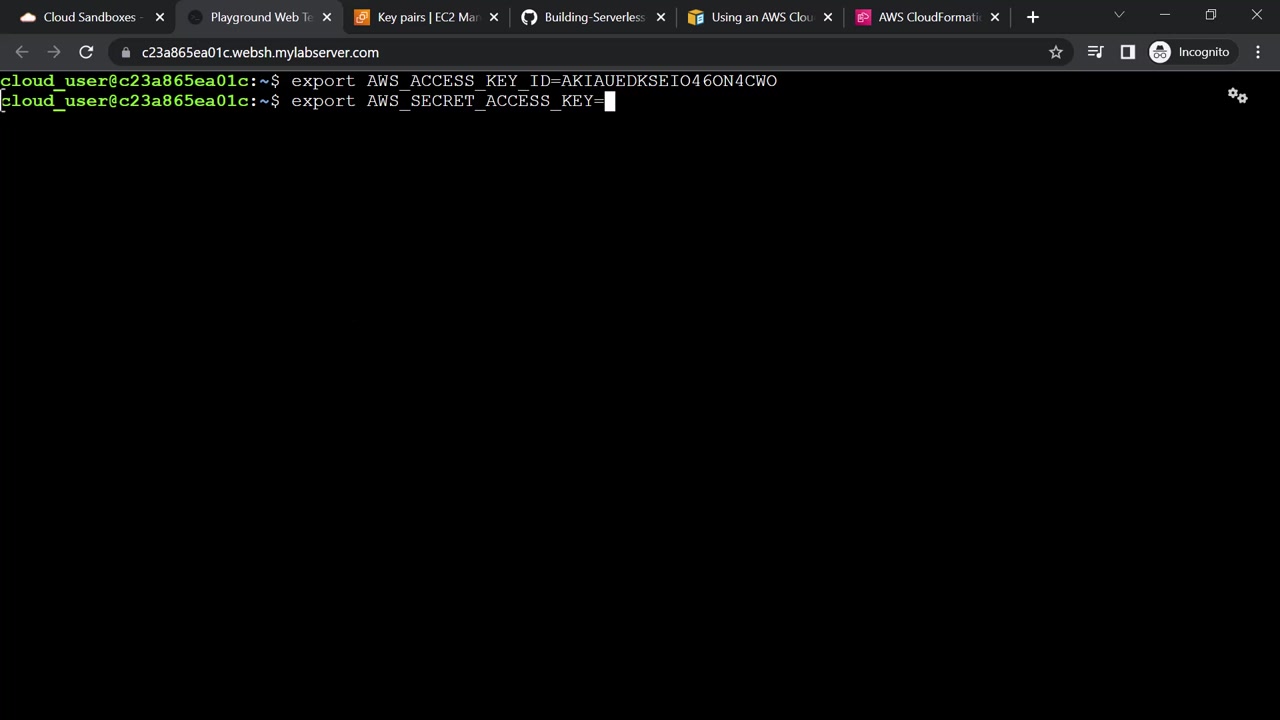 Cloud Sandboxes -
Playground Web Te
Key pairs | EC2 Man
Building-Serverless
Using an AWS Clou
AWS CloudFormati
c23a865ea01c.websh.mylabserver.com
Incognito
cloud_user@c23a865ea01c:~$ export AWS_ACCESS_KEY_ID=AKIAUEDKSEIO46ON4CWO
cloud_user@c23a865ea01c:~$ export AWS_SECRET_ACCESS_KEY=